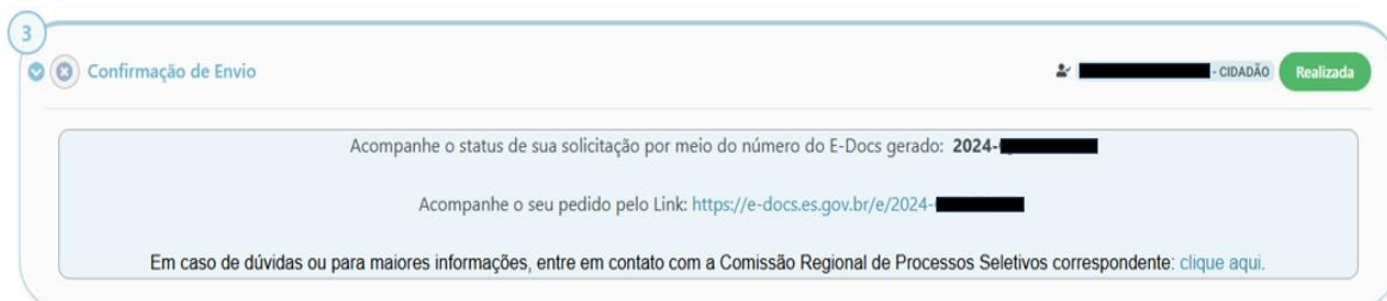 3
Confirmação de Envio
- CIDADÃO
Realizada
Acompanhe o status de sua solicitação por meio do número do E-Docs gerado: 2024-
Acompanhe o seu pedido pelo Link: https://e-docs.es.gov.br/e/2024-
Em caso de dúvidas ou para maiores informações, entre em contato com a Comissão Regional de Processos Seletivos correspondente: clique aqui.